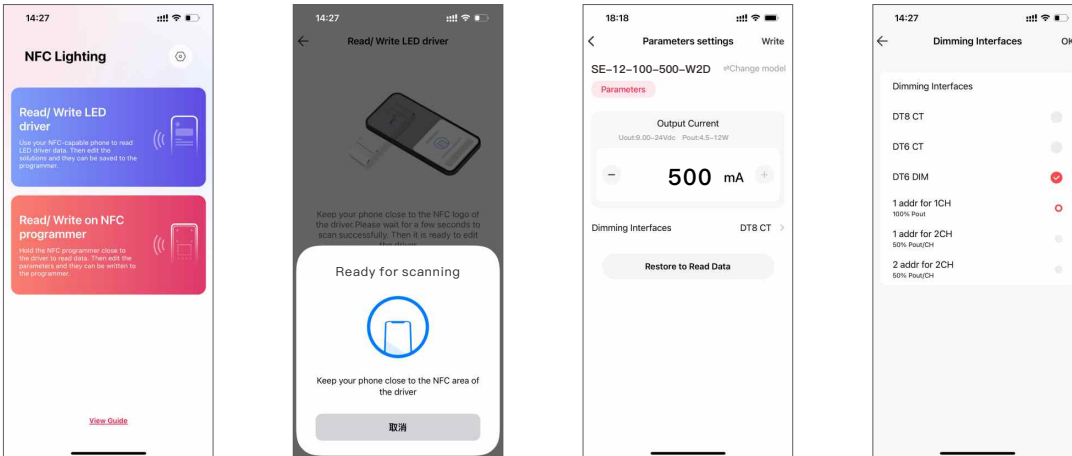 14:27
NFC Lighting
Read/ Write LED
driver
Use your NFC-capable phone to read
LED driver data. Then edit the
solutions and they can be saved to the
programmer.
Read/ Write on NFC
programmer
Hold the NFC programmer close to
the driver to read data. Then edit the
parameters and they can be written to
the programmer.
View Guide
14:27
Read/ Write LED driver
Keep your phone close to the NFC logo of
the driver.Please wait for a few seconds to
scan successfully. Then it is ready to edit
the driver
Ready for scanning
Keep your phone close to the NFC area of
the driver
取消
18:18
Parameters settings Write
SE-12-100-500-W2D ⇌Change model
Parameters
Output Current
Uout:9.00-24Vdc Pout:4.5-12W
− 500 mA +
Dimming Interfaces DT8 CT >
Restore to Read Data
14:27
Dimming Interfaces OK
Dimming Interfaces
DT8 CT
DT6 CT
DT6 DIM
1 addr for 1CH
100% Pout
1 addr for 2CH
50% Pout/CH
2 addr for 2CH
50% Pout/CH